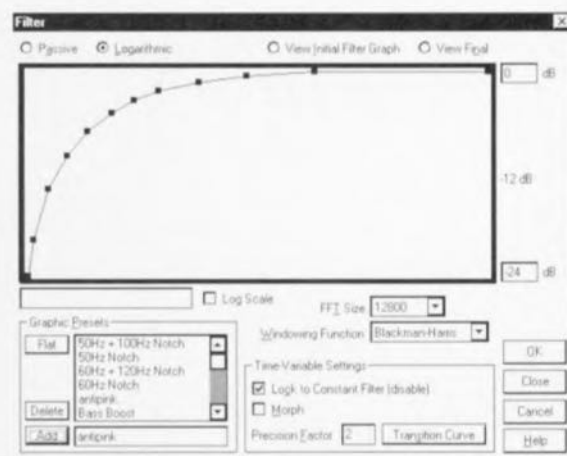 Filter
Passive
Logarithmic
View Initial Filter Graph
View Final
0 dB
-12 dB
-24 dB
Log Scale
FFT Size 12800
Windowing Function Blackman-Harris
Graphic Presets
Flat
50Hz + 100Hz Notch
50Hz Notch
60Hz + 120Hz Notch
60Hz Notch
antipink
Bass Boost
Delete
Add
antipink
Time-Variable Settings
Lock to Constant Filter (disable)
Morph
Precision Factor 2
Transition Curve
OK
Close
Cancel
Help